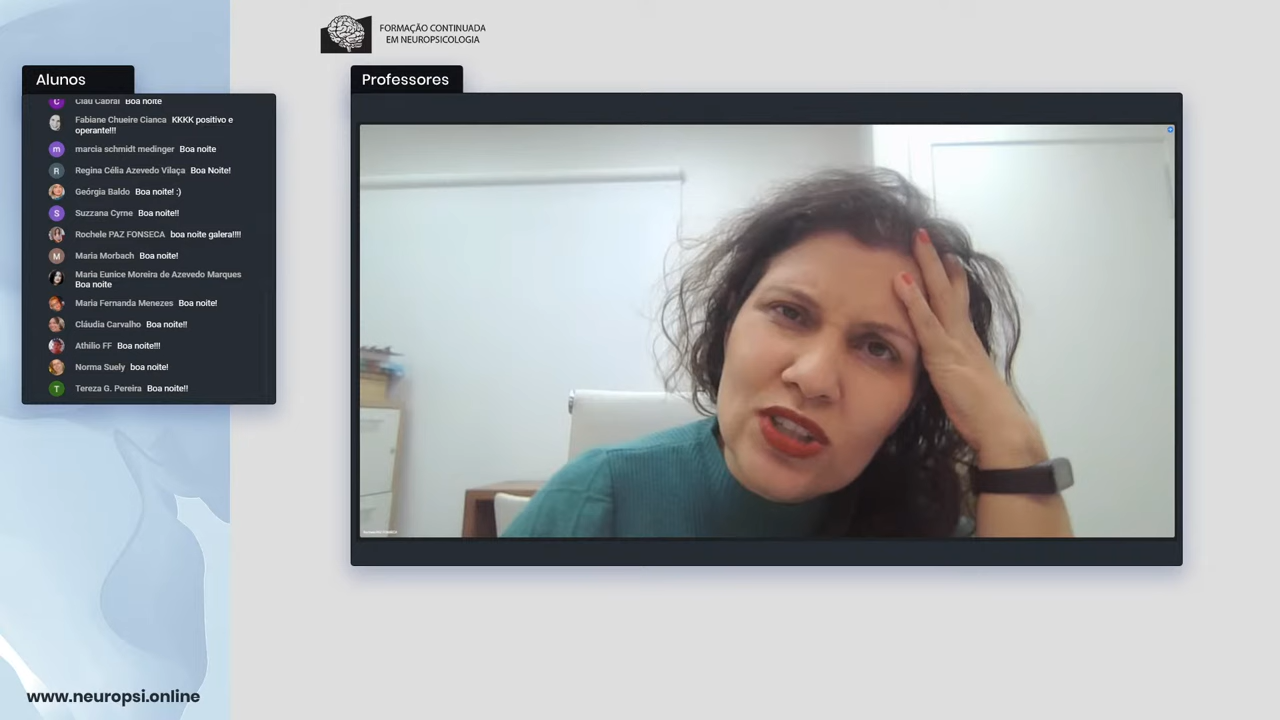 FORMAÇÃO CONTINUADA
EM NEUROPSICOLOGIA
Alunos
Clau Cabral Boa noite
Fabiane Chueire Cianca KKKK positivo e
operante!!!
m marcia schmidt medinger Boa noite
R Regina Célia Azevedo Vilaça Boa Noite!
Geórgia Baldo Boa noite! :)
S Suzzana Cyrne Boa noite!!
Rochele PAZ FONSECA boa noite galera!!!!
M Maria Morbach Boa noite!
Maria Eunice Moreira de Azevedo Marques
Boa noite
Maria Fernanda Menezes Boa noite!
Cláudia Carvalho Boa noite!!
Athilio FF Boa noite!!!
Norma Suely boa noite!
T Tereza G. Pereira Boa noite!!
Professores
www.neuropsi.online